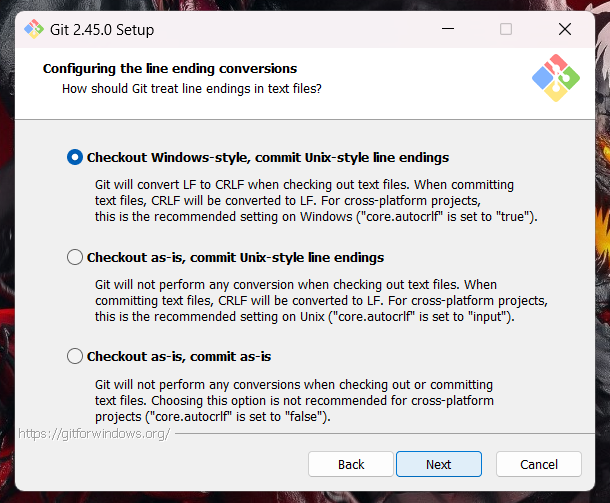 Git 2.45.0 Setup
Configuring the line ending conversions
How should Git treat line endings in text files?
Checkout Windows-style, commit Unix-style line endings
Git will convert LF to CRLF when checking out text files. When committing
text files, CRLF will be converted to LF. For cross-platform projects,
this is the recommended setting on Windows ("core.autocrlf" is set to "true").
Checkout as-is, commit Unix-style line endings
Git will not perform any conversion when checking out text files. When
committing text files, CRLF will be converted to LF. For cross-platform projects,
this is the recommended setting on Unix ("core.autocrlf" is set to "input").
Checkout as-is, commit as-is
Git will not perform any conversions when checking out or committing
text files. Choosing this option is not recommended for cross-platform
projects ("core.autocrlf" is set to "false").
https://gitforwindows.org/
Back Next Cancel